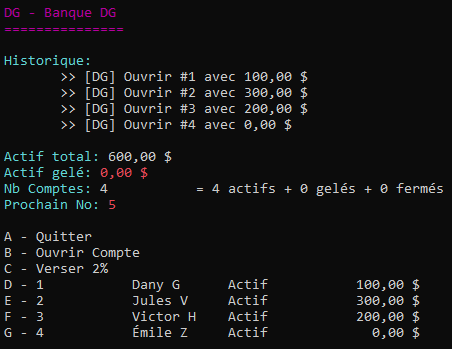 DG - Banque DG
===============
Historique:
>> [DG] Ouvrir #1 avec 100,00 $
>> [DG] Ouvrir #2 avec 300,00 $
>> [DG] Ouvrir #3 avec 200,00 $
>> [DG] Ouvrir #4 avec 0,00 $
Actif total: 600,00 $
Actif gelé: 0,00 $
Nb Comptes: 4 = 4 actifs + 0 gelés + 0 fermés
Prochain No: 5
A - Quitter
B - Ouvrir Compte
C - Verser 2%
D - 1 Dany G Actif 100,00 $
E - 2 Jules V Actif 300,00 $
F - 3 Victor H Actif 200,00 $
G - 4 Émile Z Actif 0,00 $